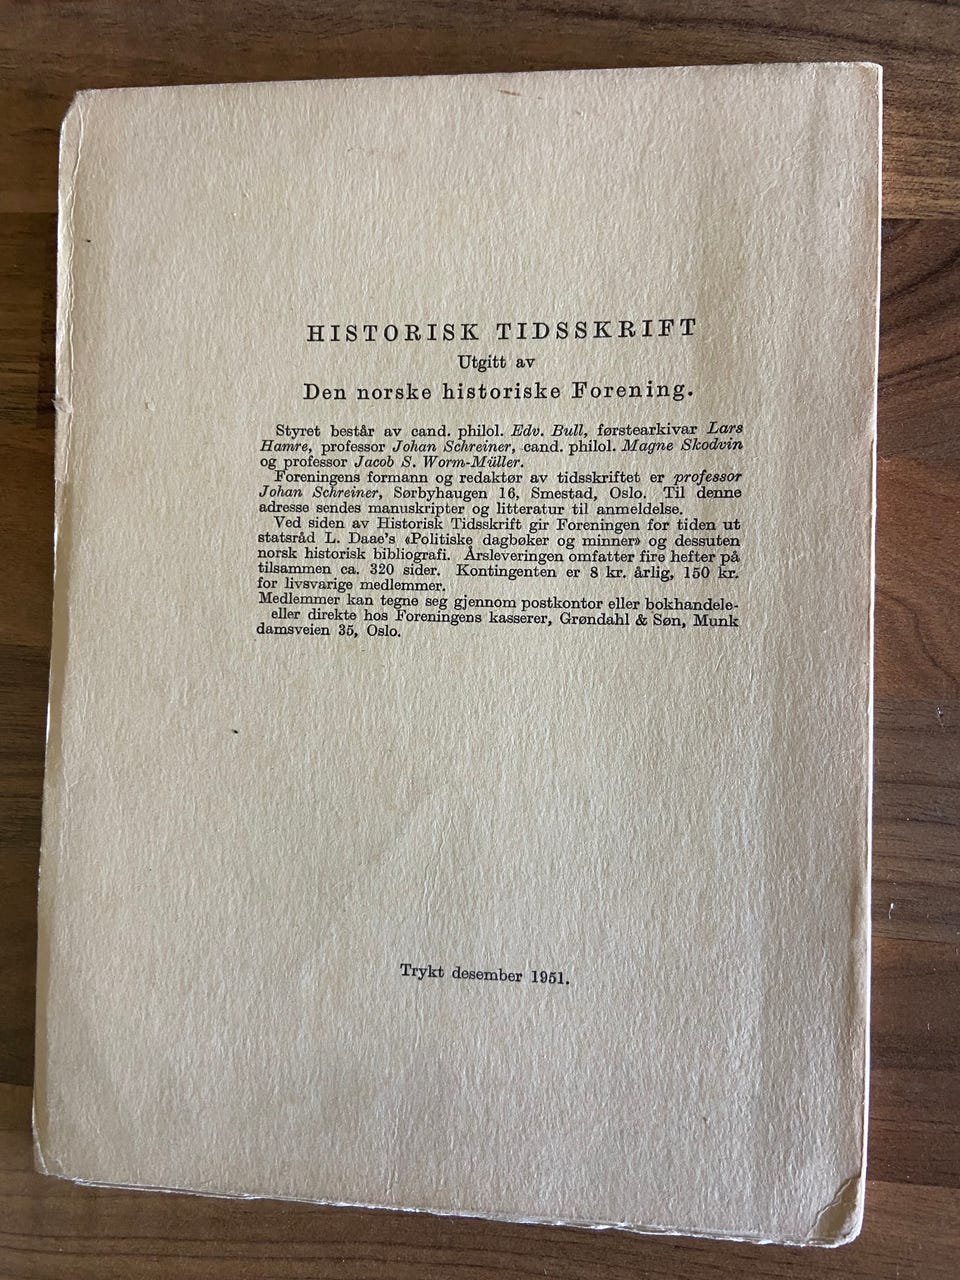 HISTORISK TIDSSKRIFT
Utgitt av
Den norske historiske Forening.
Styret består av cand. philol. Edv. Bull, førstearkivar Lars
Hamre, professor Johan Schreiner, cand. philol. Magne Skodvin
og professor Jacob S. Worm-Müller.
Foreningens formann og redaktør av tidsskriftet er professor
Johan Schreiner, Sørbyhaugen 16, Smestad, Oslo. Til denne
adresse sendes manuskripter og litteratur til anmeldelse.
Ved siden av Historisk Tidsskrift gir Foreningen for tiden ut
statsråd L. Daae's «Politiske dagbøker og minner» og dessuten
norsk historisk bibliografi. Årsleveringen omfatter fire hefter på
tilsammen ca. 320 sider. Kontingenten er 8 kr. årlig, 150 kr.
for livsvarige medlemmer.
Medlemmer kan tegne seg gjennom postkontor eller bokhandele-
eller direkte hos Foreningens kasserer, Grøndahl & Søn, Munk
damsveien 35, Oslo.
Trykt desember 1951.